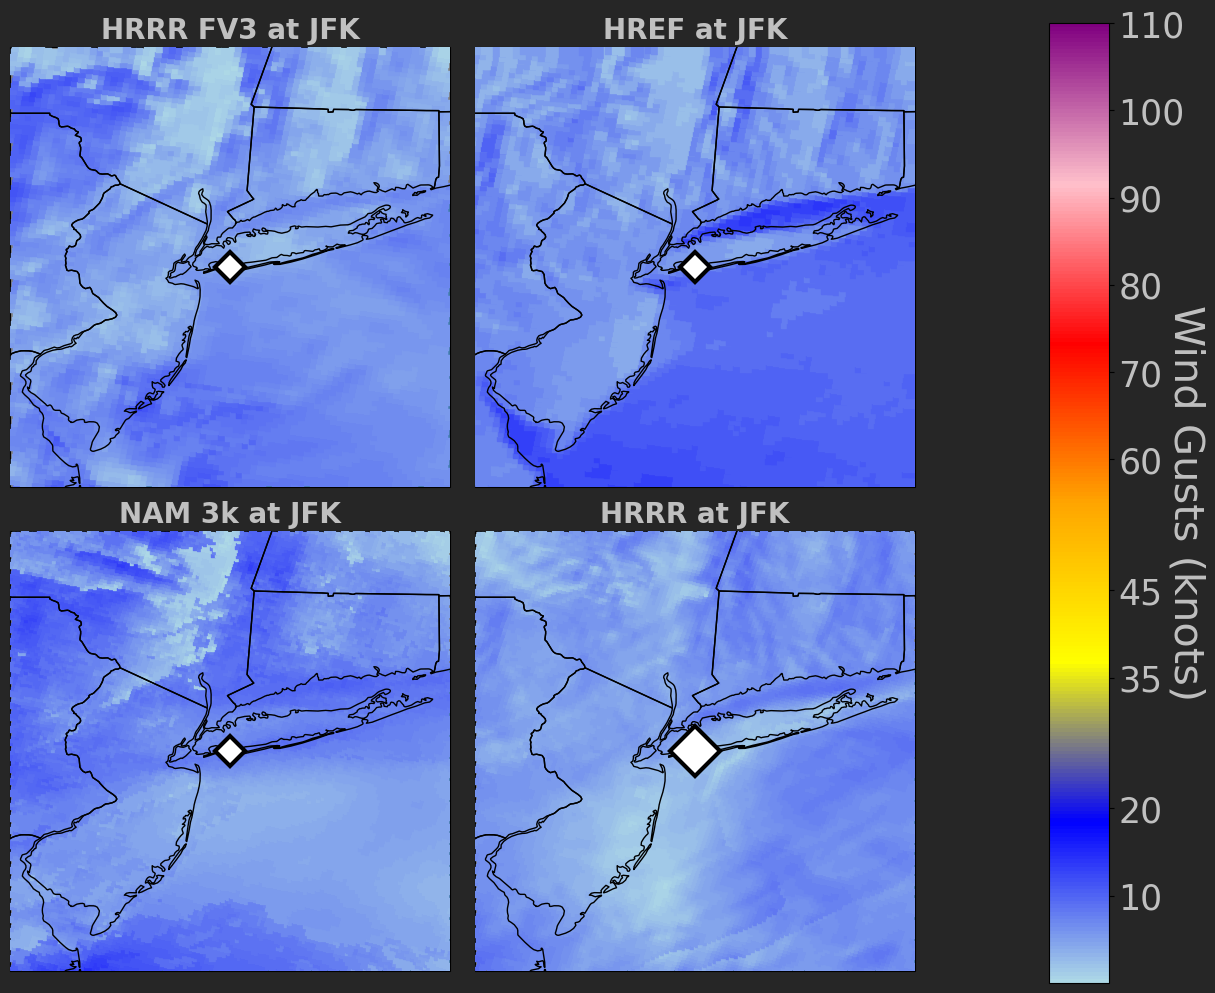 HRRR FV3 at JFK
HREF at JFK
NAM 3k at JFK
HRRR at JFK
110
100
90
80
70
60
45
35
20
10
Wind Gusts (knots)